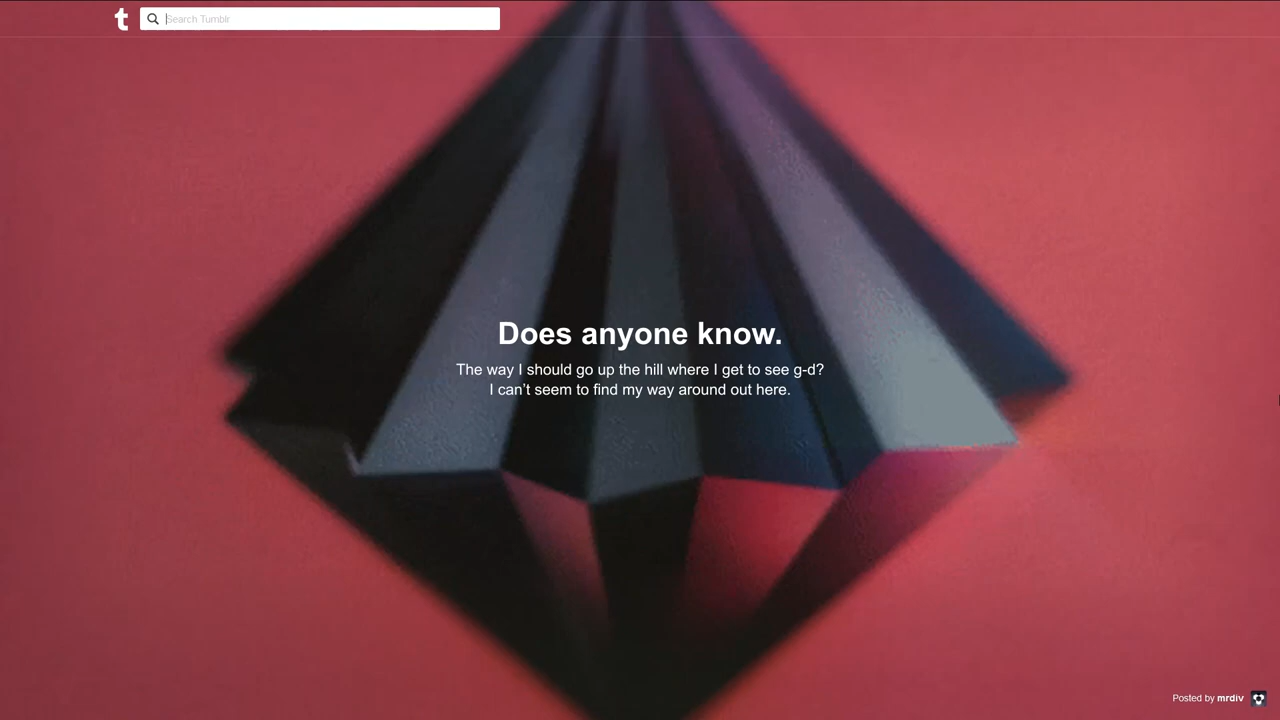 t
Search Tumblr
Does anyone know.
The way I should go up the hill where I get to see g-d?
I can’t seem to find my way around out here.
Posted by mrdiv